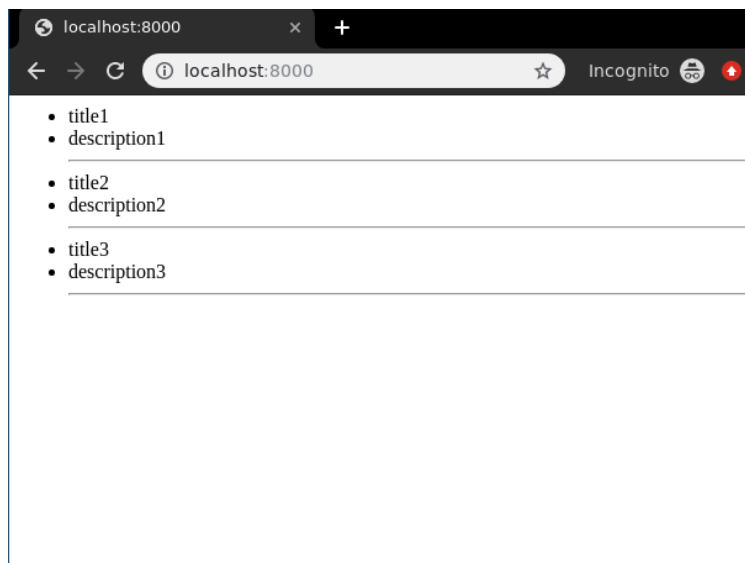 localhost:8000
localhost:8000 Incognito
title1
description1
title2
description2
title3
description3